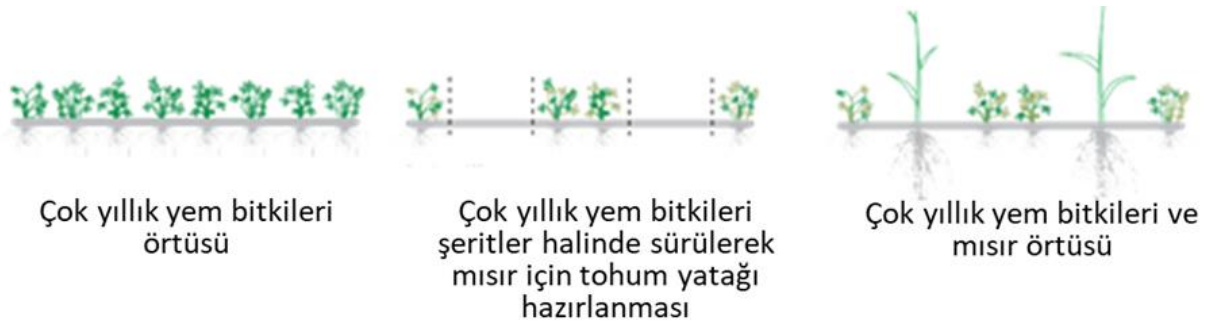 Çok yıllık yem bitkileri
örtüsü
Çok yıllık yem bitkileri
şeritler halinde sürülerek
mısır için tohum yatağı
hazırlanması
Çok yıllık yem bitkileri ve
mısır örtüsü